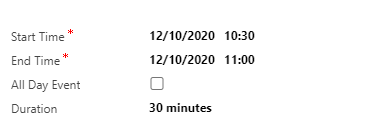 Start Time * 12/10/2020 10:30
End Time * 12/10/2020 11:00
All Day Event
Duration 30 minutes